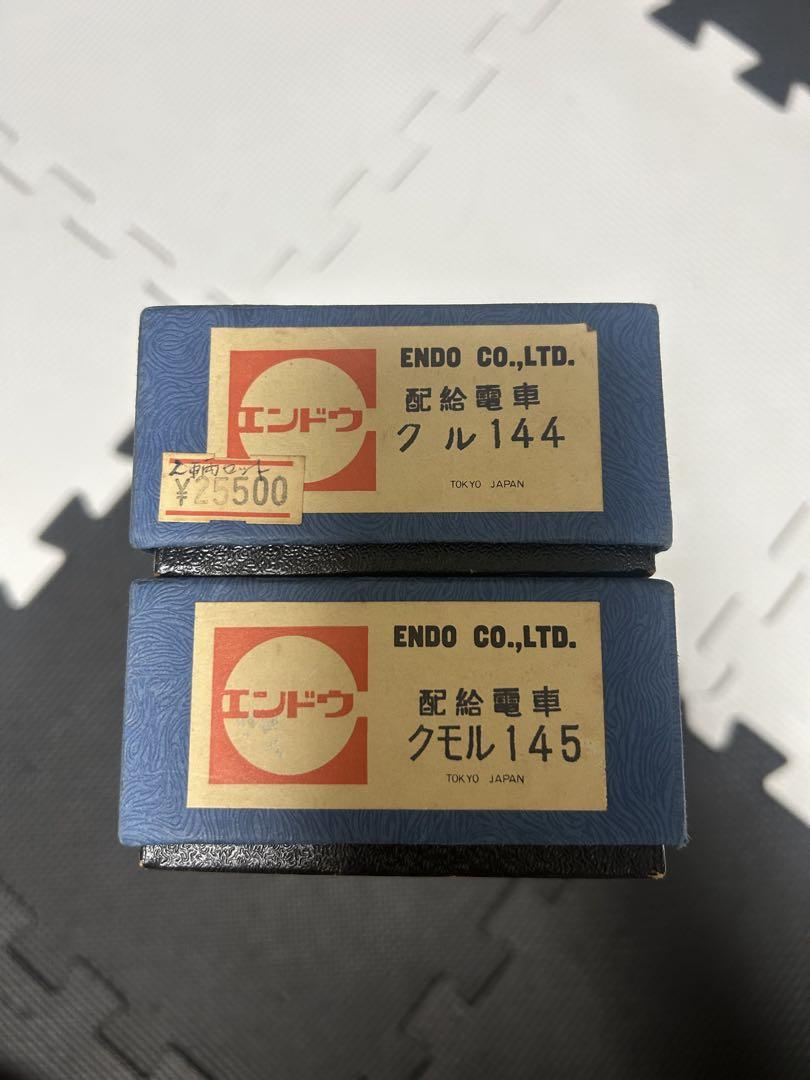 エンドウ
ENDO CO.,LTD.
配給電車
クル144
TOKYO JAPAN
2輌セット
¥25500
エンドウ
ENDO CO.,LTD.
配給電車
クモル145
TOKYO JAPAN